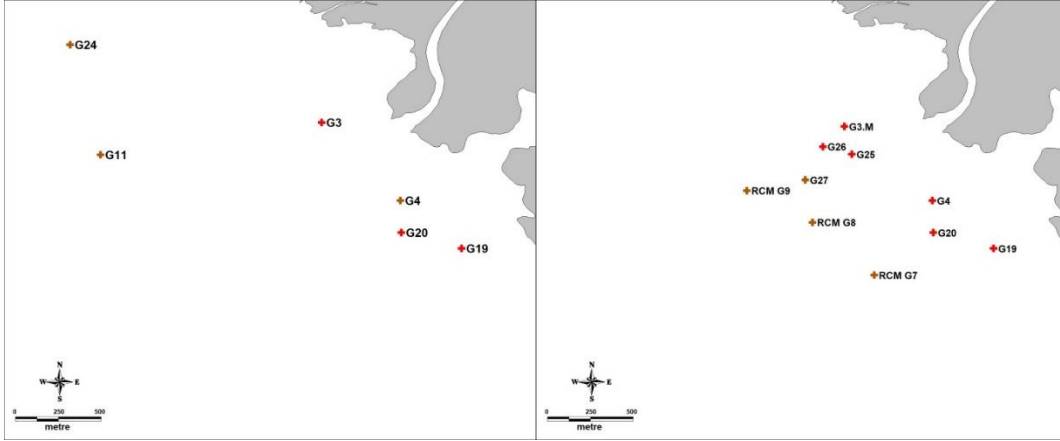 G24
G3
G11
G4
G20
G19
N
W E
S
0 250 500
metre
G3.M
G26
G25
G27
RCM G9
G4
RCM G8
G20
G19
RCM G7
N
W E
S
0 250 500
metre